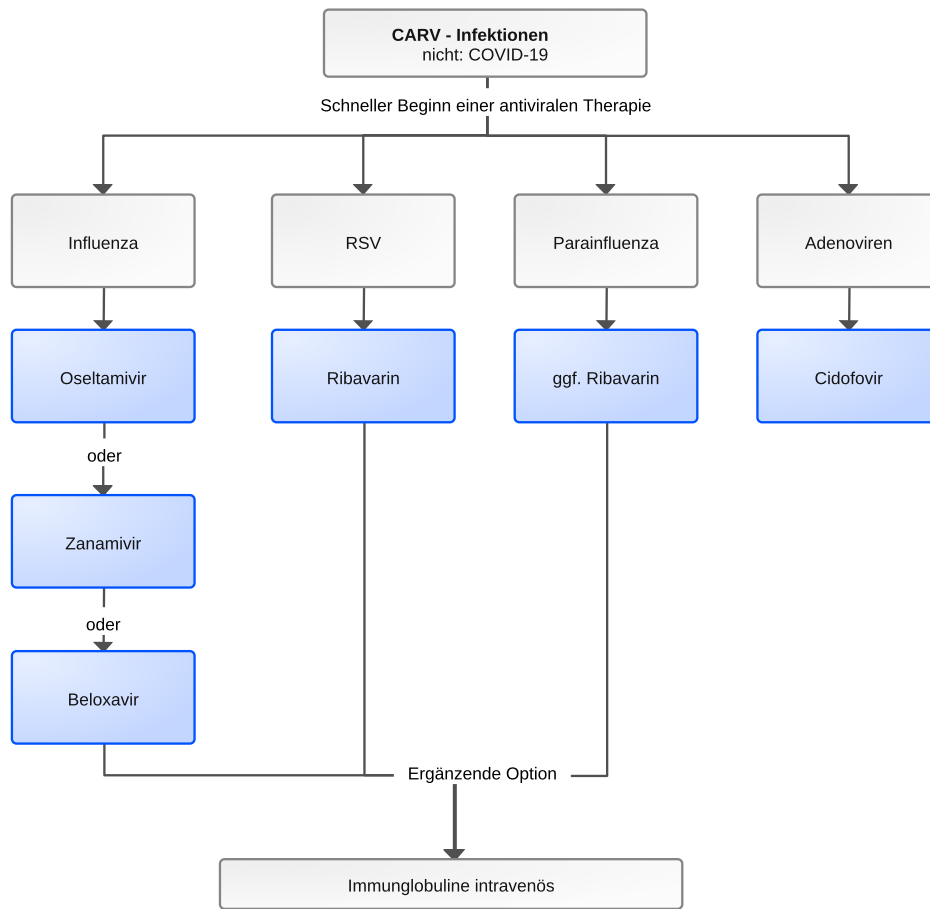 CARV - Infektionen
nicht: COVID-19
Schneller Beginn einer antiviralen Therapie
Influenza
RSV
Parainfluenza
Adenoviren
Oseltamivir
Ribavarin
ggf. Ribavarin
Cidofovir
oder
Zanamivir
oder
Beloxavir
Ergänzende Option
Immunglobuline intravenös